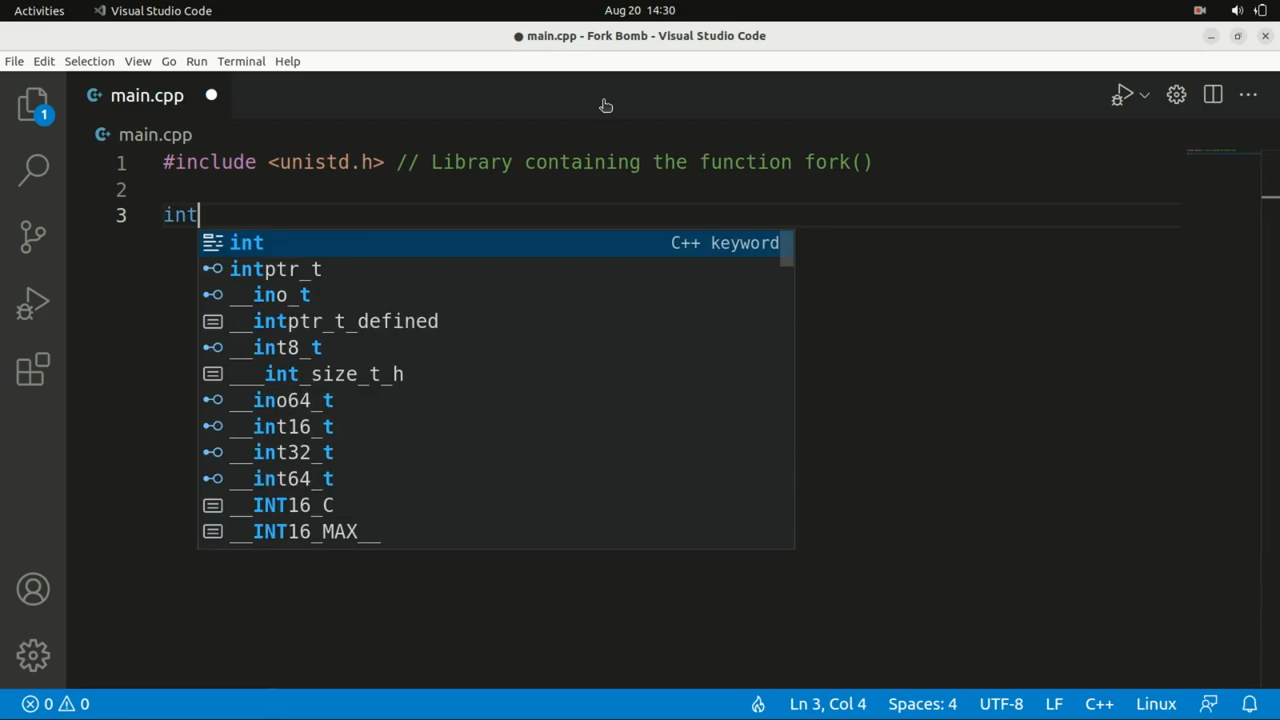 Activities Visual Studio Code Aug 20 14:30
main.cpp - Fork Bomb - Visual Studio Code
File Edit Selection View Go Run Terminal Help
1 main.cpp
main.cpp
1 #include <unistd.h> // Library containing the function fork()
2
3 int
int C++ keyword
intptr_t
__ino_t
__intptr_t_defined
__int8_t
___int_size_t_h
__ino64_t
__int16_t
__int32_t
__int64_t
__INT16_C
__INT16_MAX__
0 0 Ln 3, Col 4 Spaces: 4 UTF-8 LF C++ Linux